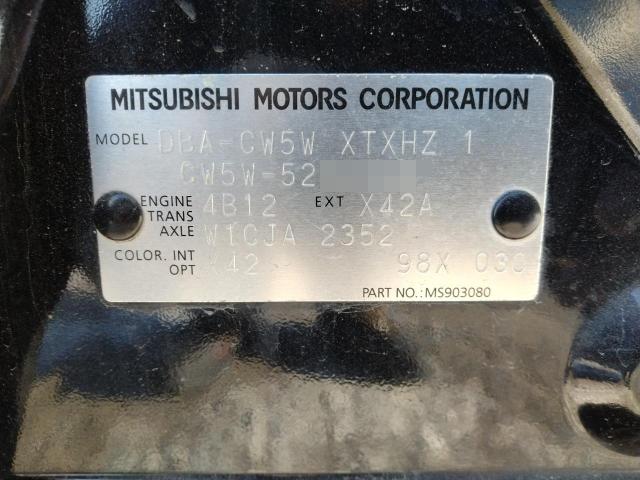 MITSUBISHI MOTORS CORPORATION
MODEL DBA-CW5W XTXHZ 1
CW5W-52
ENGINE 4B12 EXT X42A
TRANS
AXLE W1CJA 2352
COLOR. INT
OPT X42 98X 03C
PART NO.: MS903080